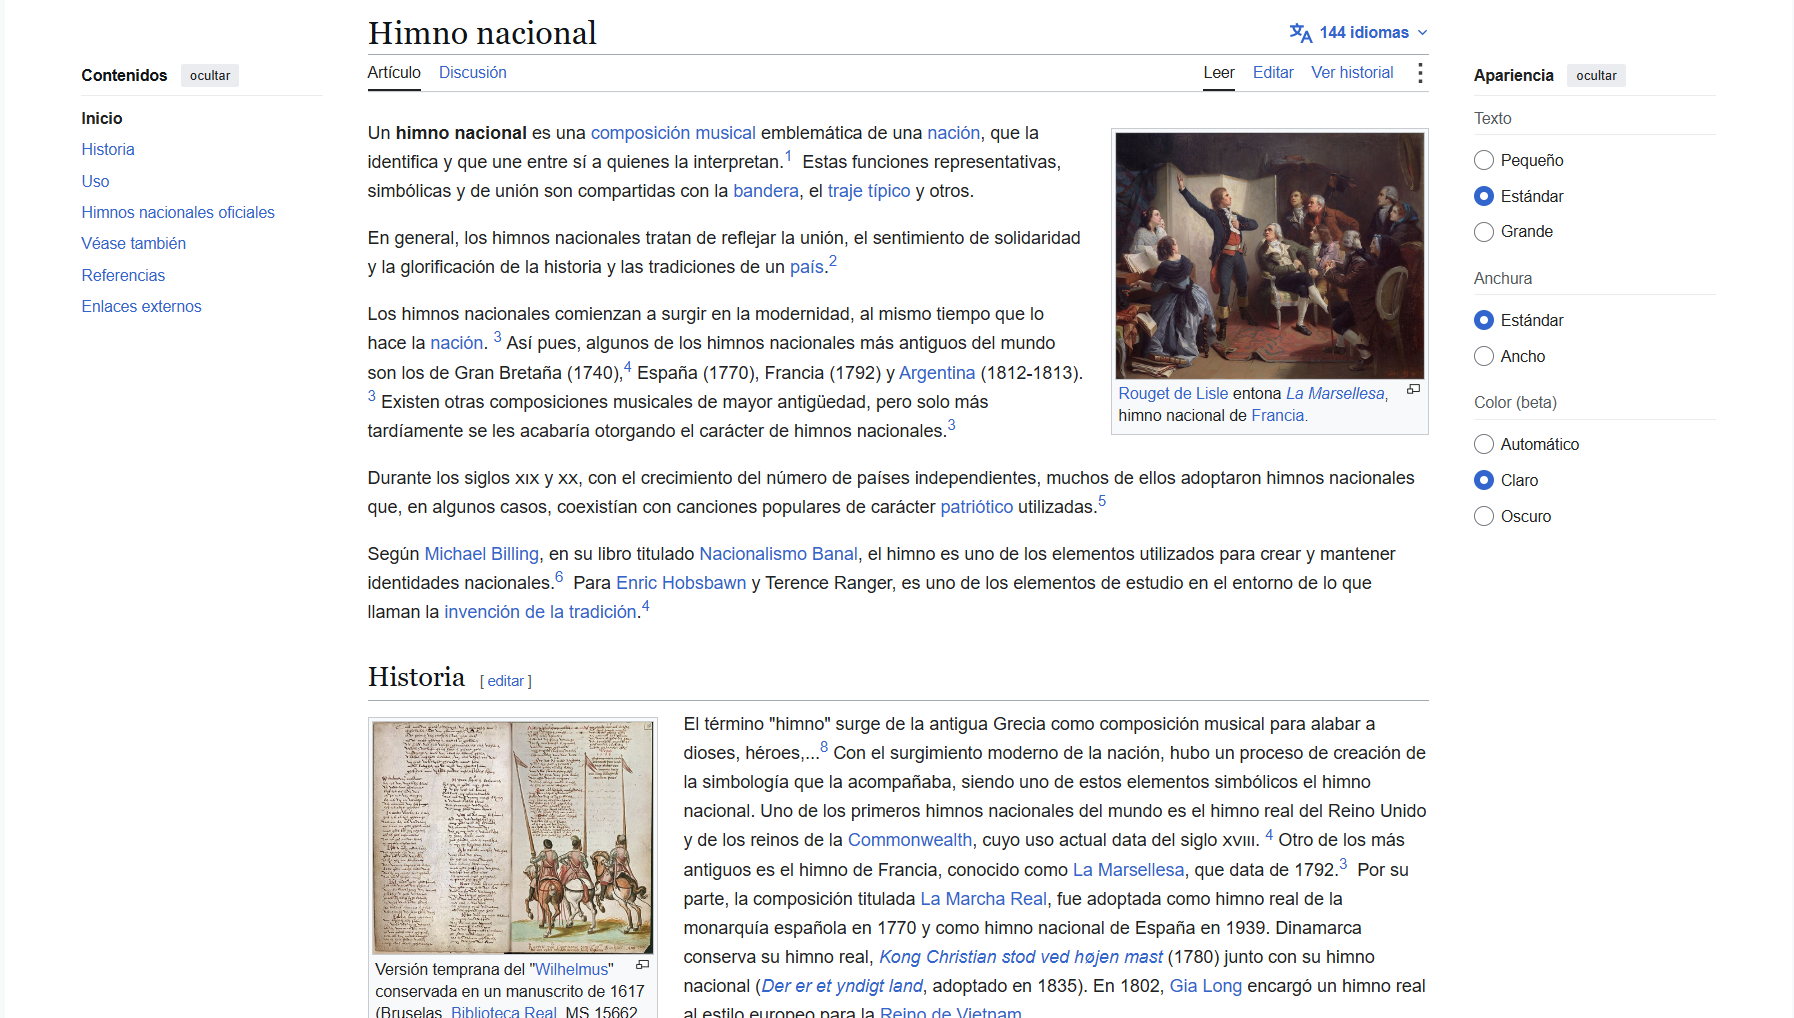 Himno nacional
144 idiomas
Artículo Discusión
Leer Editar Ver historial
Contenidos ocultar
Inicio
Historia
Uso
Himnos nacionales oficiales
Véase también
Referencias
Enlaces externos
Un himno nacional es una composición musical emblemática de una nación, que la
identifica y que une entre sí a quienes la interpretan.1 Estas funciones representativas,
simbólicas y de unión son compartidas con la bandera, el traje típico y otros.
En general, los himnos nacionales tratan de reflejar la unión, el sentimiento de solidaridad
y la glorificación de la historia y las tradiciones de un país.2
Los himnos nacionales comienzan a surgir en la modernidad, al mismo tiempo que lo
hace la nación. 3 Así pues, algunos de los himnos nacionales más antiguos del mundo
son los de Gran Bretaña (1740),4 España (1770), Francia (1792) y Argentina (1812-1813).
3 Existen otras composiciones musicales de mayor antigüedad, pero solo más
tardíamente se les acabaría otorgando el carácter de himnos nacionales.3
Rouget de Lisle entona La Marsellesa,
himno nacional de Francia.
Durante los siglos XIX y XX, con el crecimiento del número de países independientes, muchos de ellos adoptaron himnos nacionales
que, en algunos casos, coexistían con canciones populares de carácter patriótico utilizadas.5
Según Michael Billing, en su libro titulado Nacionalismo Banal, el himno es uno de los elementos utilizados para crear y mantener
identidades nacionales.6 Para Enric Hobsbawn y Terence Ranger, es uno de los elementos de estudio en el entorno de lo que
llaman la invención de la tradición.4
Historia [ editar ]
Versión temprana del "Wilhelmus"
conservada en un manuscrito de 1617
(Bruselas, Biblioteca Real, MS 15662,
El término "himno" surge de la antigua Grecia como composición musical para alabar a
dioses, héroes,...8 Con el surgimiento moderno de la nación, hubo un proceso de creación de
la simbología que la acompañaba, siendo uno de estos elementos simbólicos el himno
nacional. Uno de los primeros himnos nacionales del mundo es el himno real del Reino Unido
y de los reinos de la Commonwealth, cuyo uso actual data del siglo XVIII. 4 Otro de los más
antiguos es el himno de Francia, conocido como La Marsellesa, que data de 1792.3 Por su
parte, la composición titulada La Marcha Real, fue adoptada como himno real de la
monarquía española en 1770 y como himno nacional de España en 1939. Dinamarca
conserva su himno real, Kong Christian stod ved højen mast (1780) junto con su himno
nacional (Der er et yndigt land, adoptado en 1835). En 1802, Gia Long encargó un himno real
al estilo europeo para la Reino de Vietnam.
Apariencia ocultar
Texto
Pequeño
Estándar
Grande
Anchura
Estándar
Ancho
Color (beta)
Automático
Claro
Oscuro